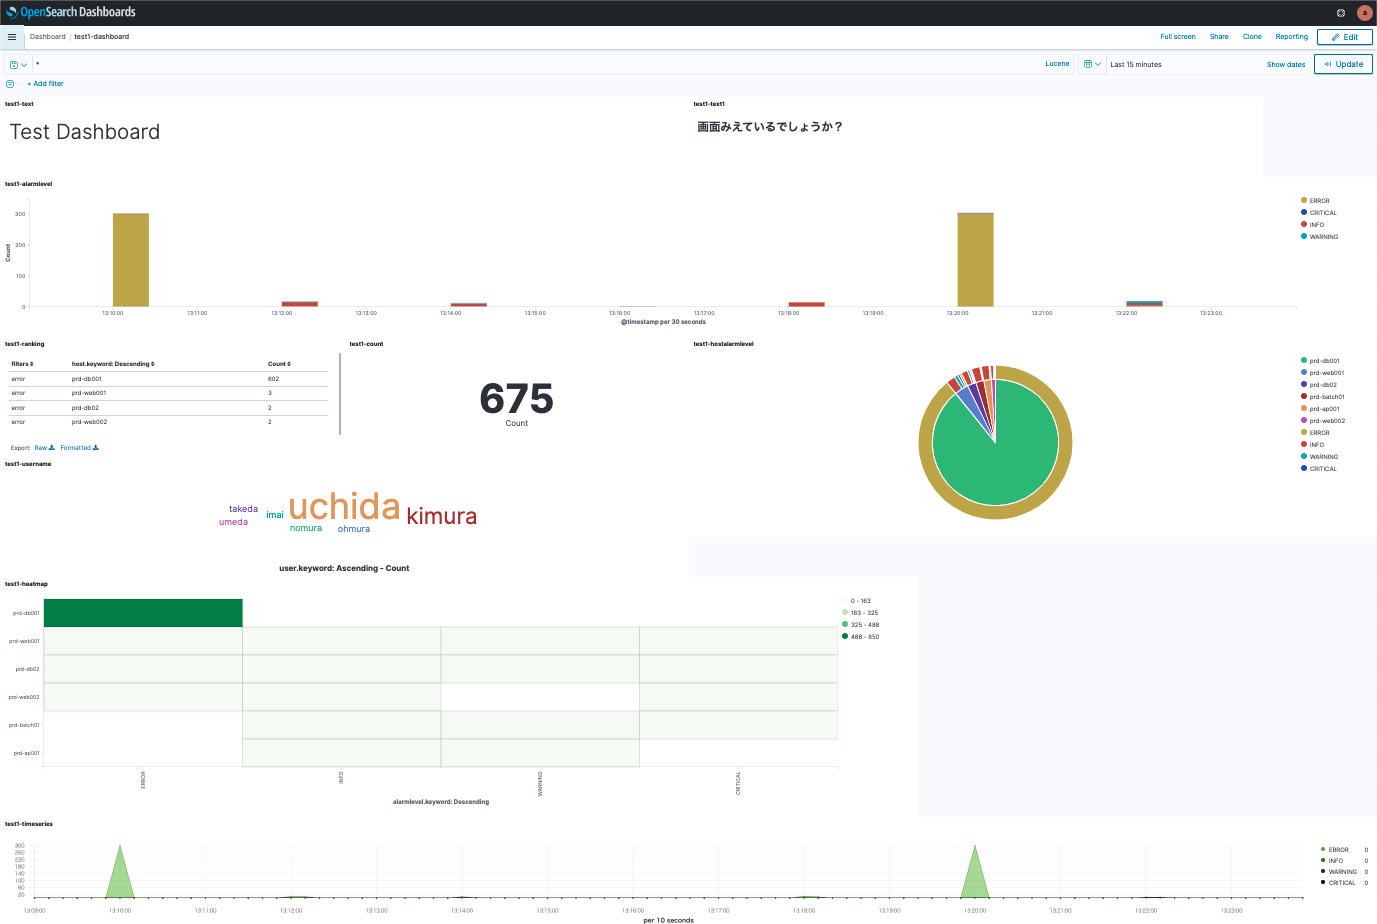 OpenSearch Dashboards
a
Dashboard / test1-dashboard
Full screen Share Clone Reporting Edit
*
Lucene
Last 15 minutes
Show dates
Update
+ Add filter
test1-text
Test Dashboard
test1-text1
画面みえているでしょうか？
test1-alarmlevel
Count
300
200
100
0
13:10:00 13:11:00 13:12:00 13:13:00 13:14:00 13:15:00 13:16:00 13:17:00 13:18:00 13:19:00 13:20:00 13:21:00 13:22:00 13:23:00
@timestamp per 30 seconds
ERROR
CRITICAL
INFO
WARNING
test1-ranking
filters host.keyword: Descending Count
error prd-db001 602
error prd-web001 3
error prd-db02 2
error prd-web002 2
Export: Raw Formatted
test1-count
675
Count
test1-hostalarmlevel
prd-db001
prd-web001
prd-db02
prd-batch01
prd-ap001
prd-web002
ERROR
INFO
WARNING
CRITICAL
test1-username
takeda
umeda
imai
uchida
nomura
ohmura
kimura
user.keyword: Ascending - Count
test1-heatmap
prd-db001
prd-web001
prd-db02
prd-web002
prd-batch01
prd-ap001
ERROR INFO WARNING CRITICAL
alarmlevel.keyword: Descending
0 - 163
163 - 325
325 - 488
488 - 650
test1-timeseries
300
260
220
180
140
100
60
20
13:09:00 13:10:00 13:11:00 13:12:00 13:13:00 13:14:00 13:15:00 13:16:00 13:17:00 13:18:00 13:19:00 13:20:00 13:21:00 13:22:00 13:23:00
per 10 seconds
ERROR 0
INFO 0
WARNING 0
CRITICAL 0